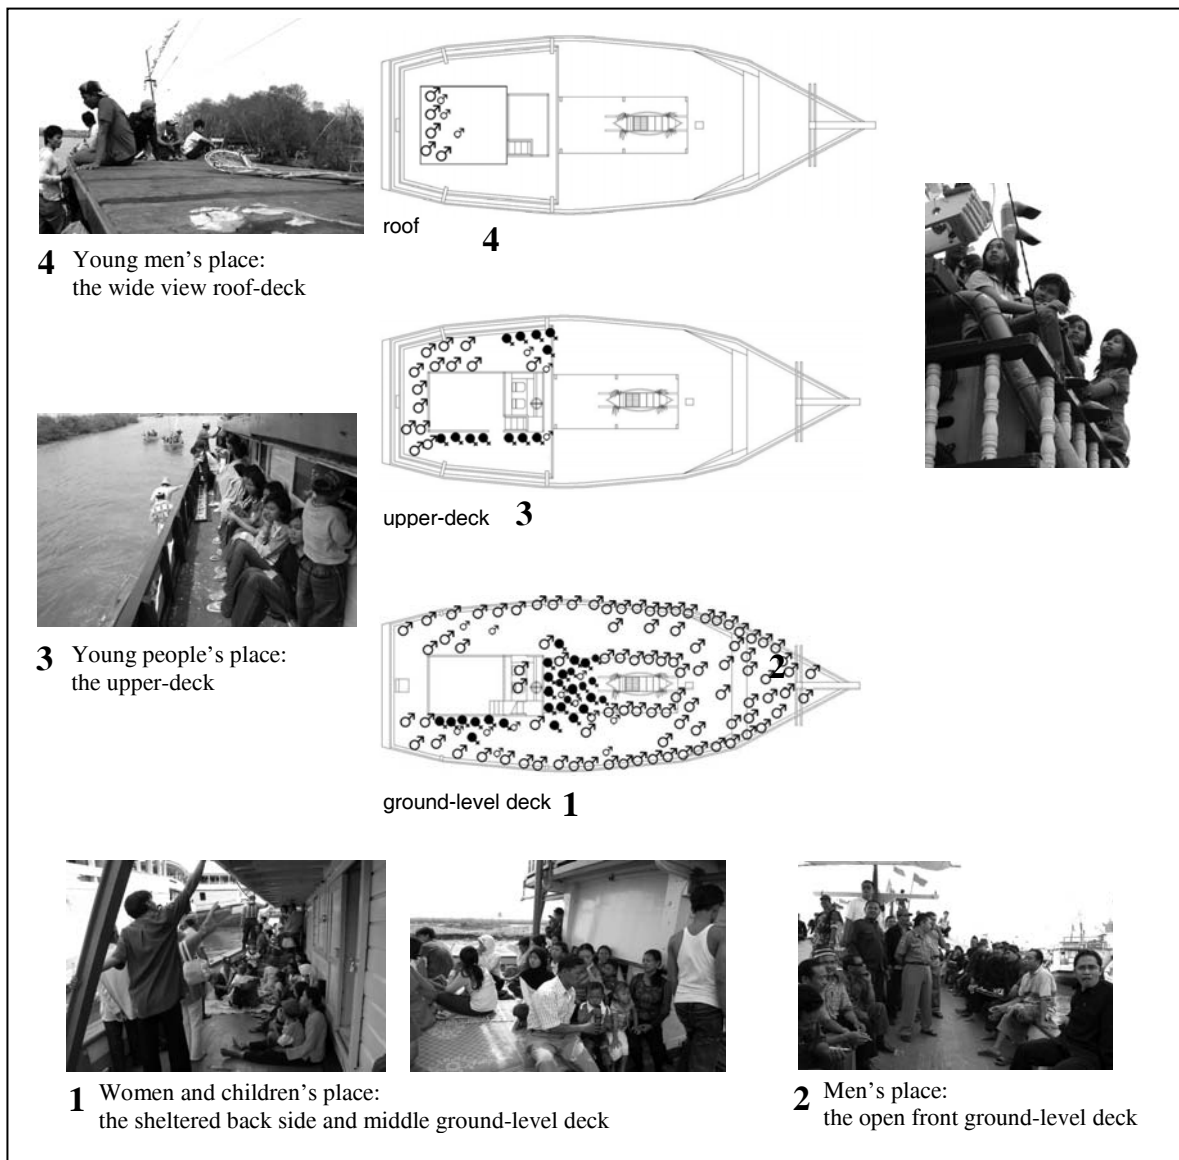 roof
4
4 Young men's place:
the wide view roof-deck
upper-deck 3
3 Young people's place:
the upper-deck
2
ground-level deck 1
1 Women and children's place:
the sheltered back side and middle ground-level deck
2 Men's place:
the open front ground-level deck